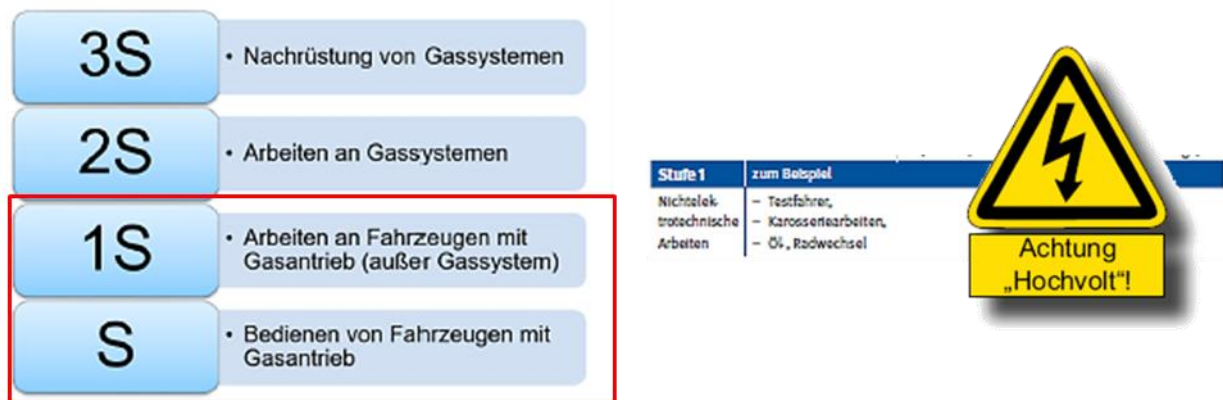 3S
• Nachrüstung von Gassystemen
2S
• Arbeiten an Gassystemen
1S
• Arbeiten an Fahrzeugen mit
Gasantrieb (außer Gassystem)
S
• Bedienen von Fahrzeugen mit
Gasantrieb
Stufe 1
zum Beispiel
Nichtelek-
trotechnische
Arbeiten
– Testfahrer,
– Karosseriearbeiten,
– Öl-, Radwechsel
Achtung
„Hochvolt“!